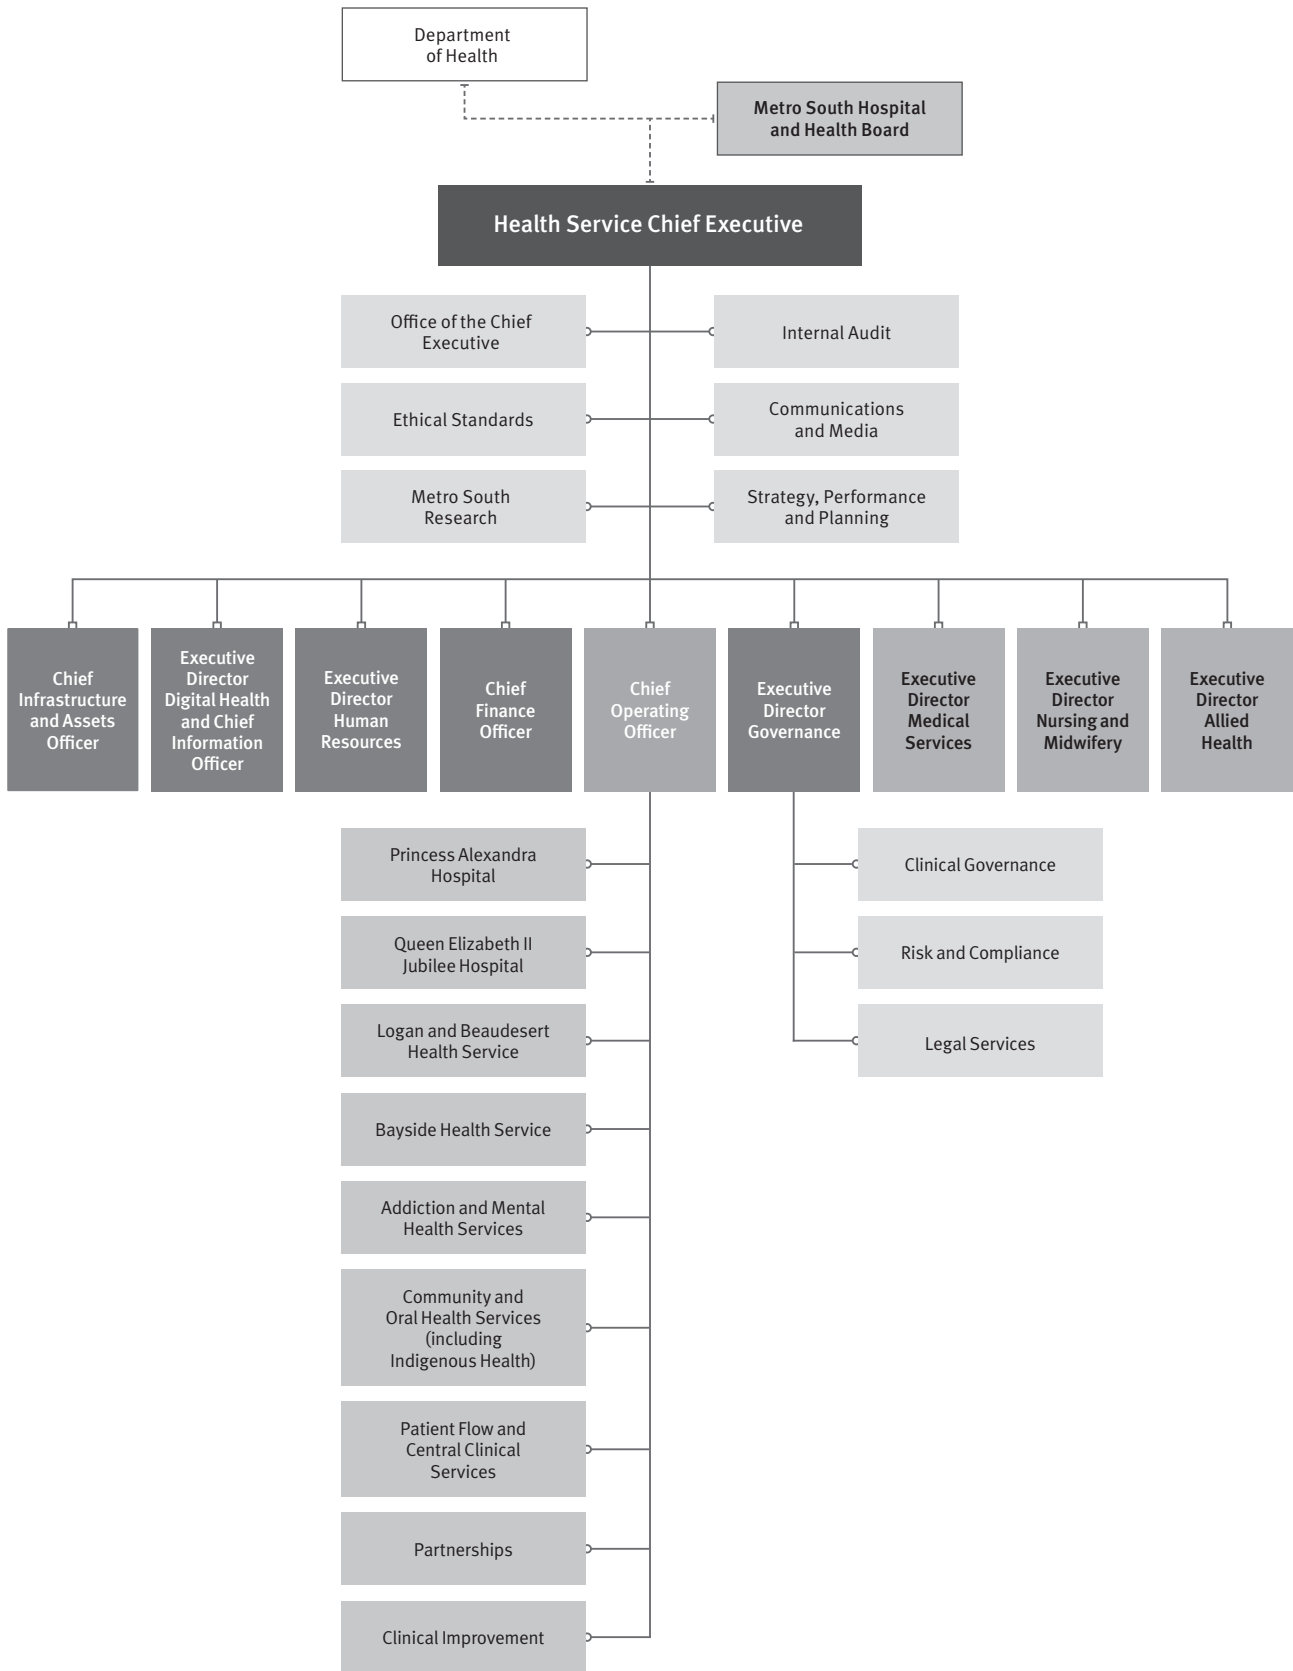 Department
of Health
Metro South Hospital
and Health Board
Health Service Chief Executive
Office of the Chief
Executive
Internal Audit
Ethical Standards
Communications
and Media
Metro South
Research
Strategy, Performance
and Planning
Chief
Infrastructure
and Assets
Officer
Executive
Director
Digital Health
and Chief
Information
Officer
Executive
Director
Human
Resources
Chief
Finance
Officer
Chief
Operating
Officer
Executive
Director
Governance
Executive
Director
Medical
Services
Executive
Director
Nursing and
Midwifery
Executive
Director
Allied
Health
Princess Alexandra
Hospital
Queen Elizabeth II
Jubilee Hospital
Logan and Beaudesert
Health Service
Bayside Health Service
Addiction and Mental
Health Services
Community and
Oral Health Services
(including
Indigenous Health)
Patient Flow and
Central Clinical
Services
Partnerships
Clinical Improvement
Clinical Governance
Risk and Compliance
Legal Services